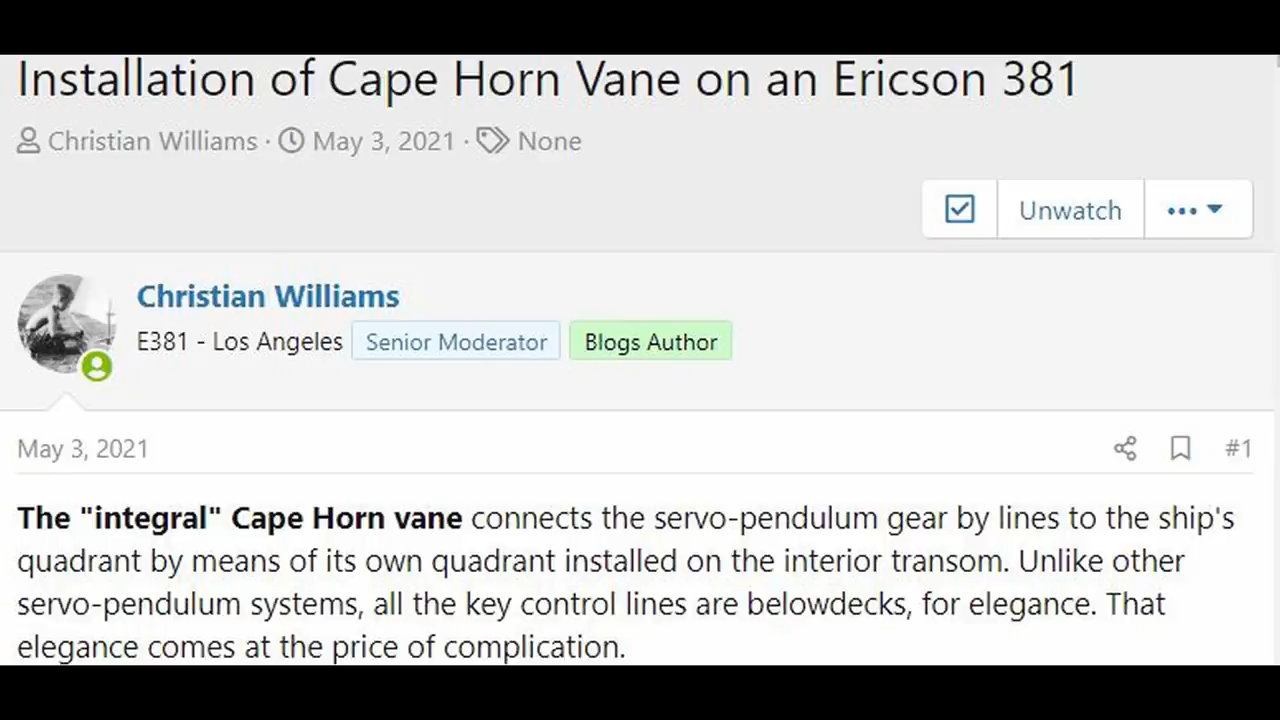 Installation of Cape Horn Vane on an Ericson 381
Christian Williams · May 3, 2021 · None
Unwatch
Christian Williams
E381 - Los Angeles Senior Moderator Blogs Author
May 3, 2021 #1
The "integral" Cape Horn vane connects the servo-pendulum gear by lines to the ship's
quadrant by means of its own quadrant installed on the interior transom. Unlike other
servo-pendulum systems, all the key control lines are belowdecks, for elegance. That
elegance comes at the price of complication.